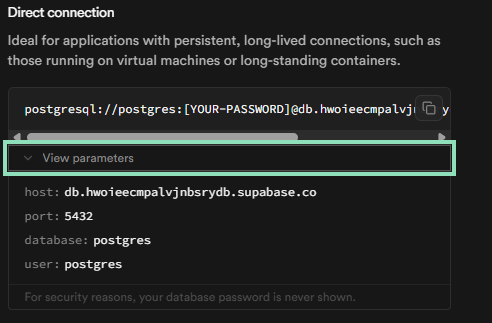 Direct connection
Ideal for applications with persistent, long-lived connections, such as
those running on virtual machines or long-standing containers.
postgresql://postgres:[YOUR-PASSWORD]@db.hwoieecmpalvjn
View parameters
host: db.hwoieecmpalvjnbsrydb.supabase.co
port: 5432
database: postgres
user: postgres
For security reasons, your database password is never shown.